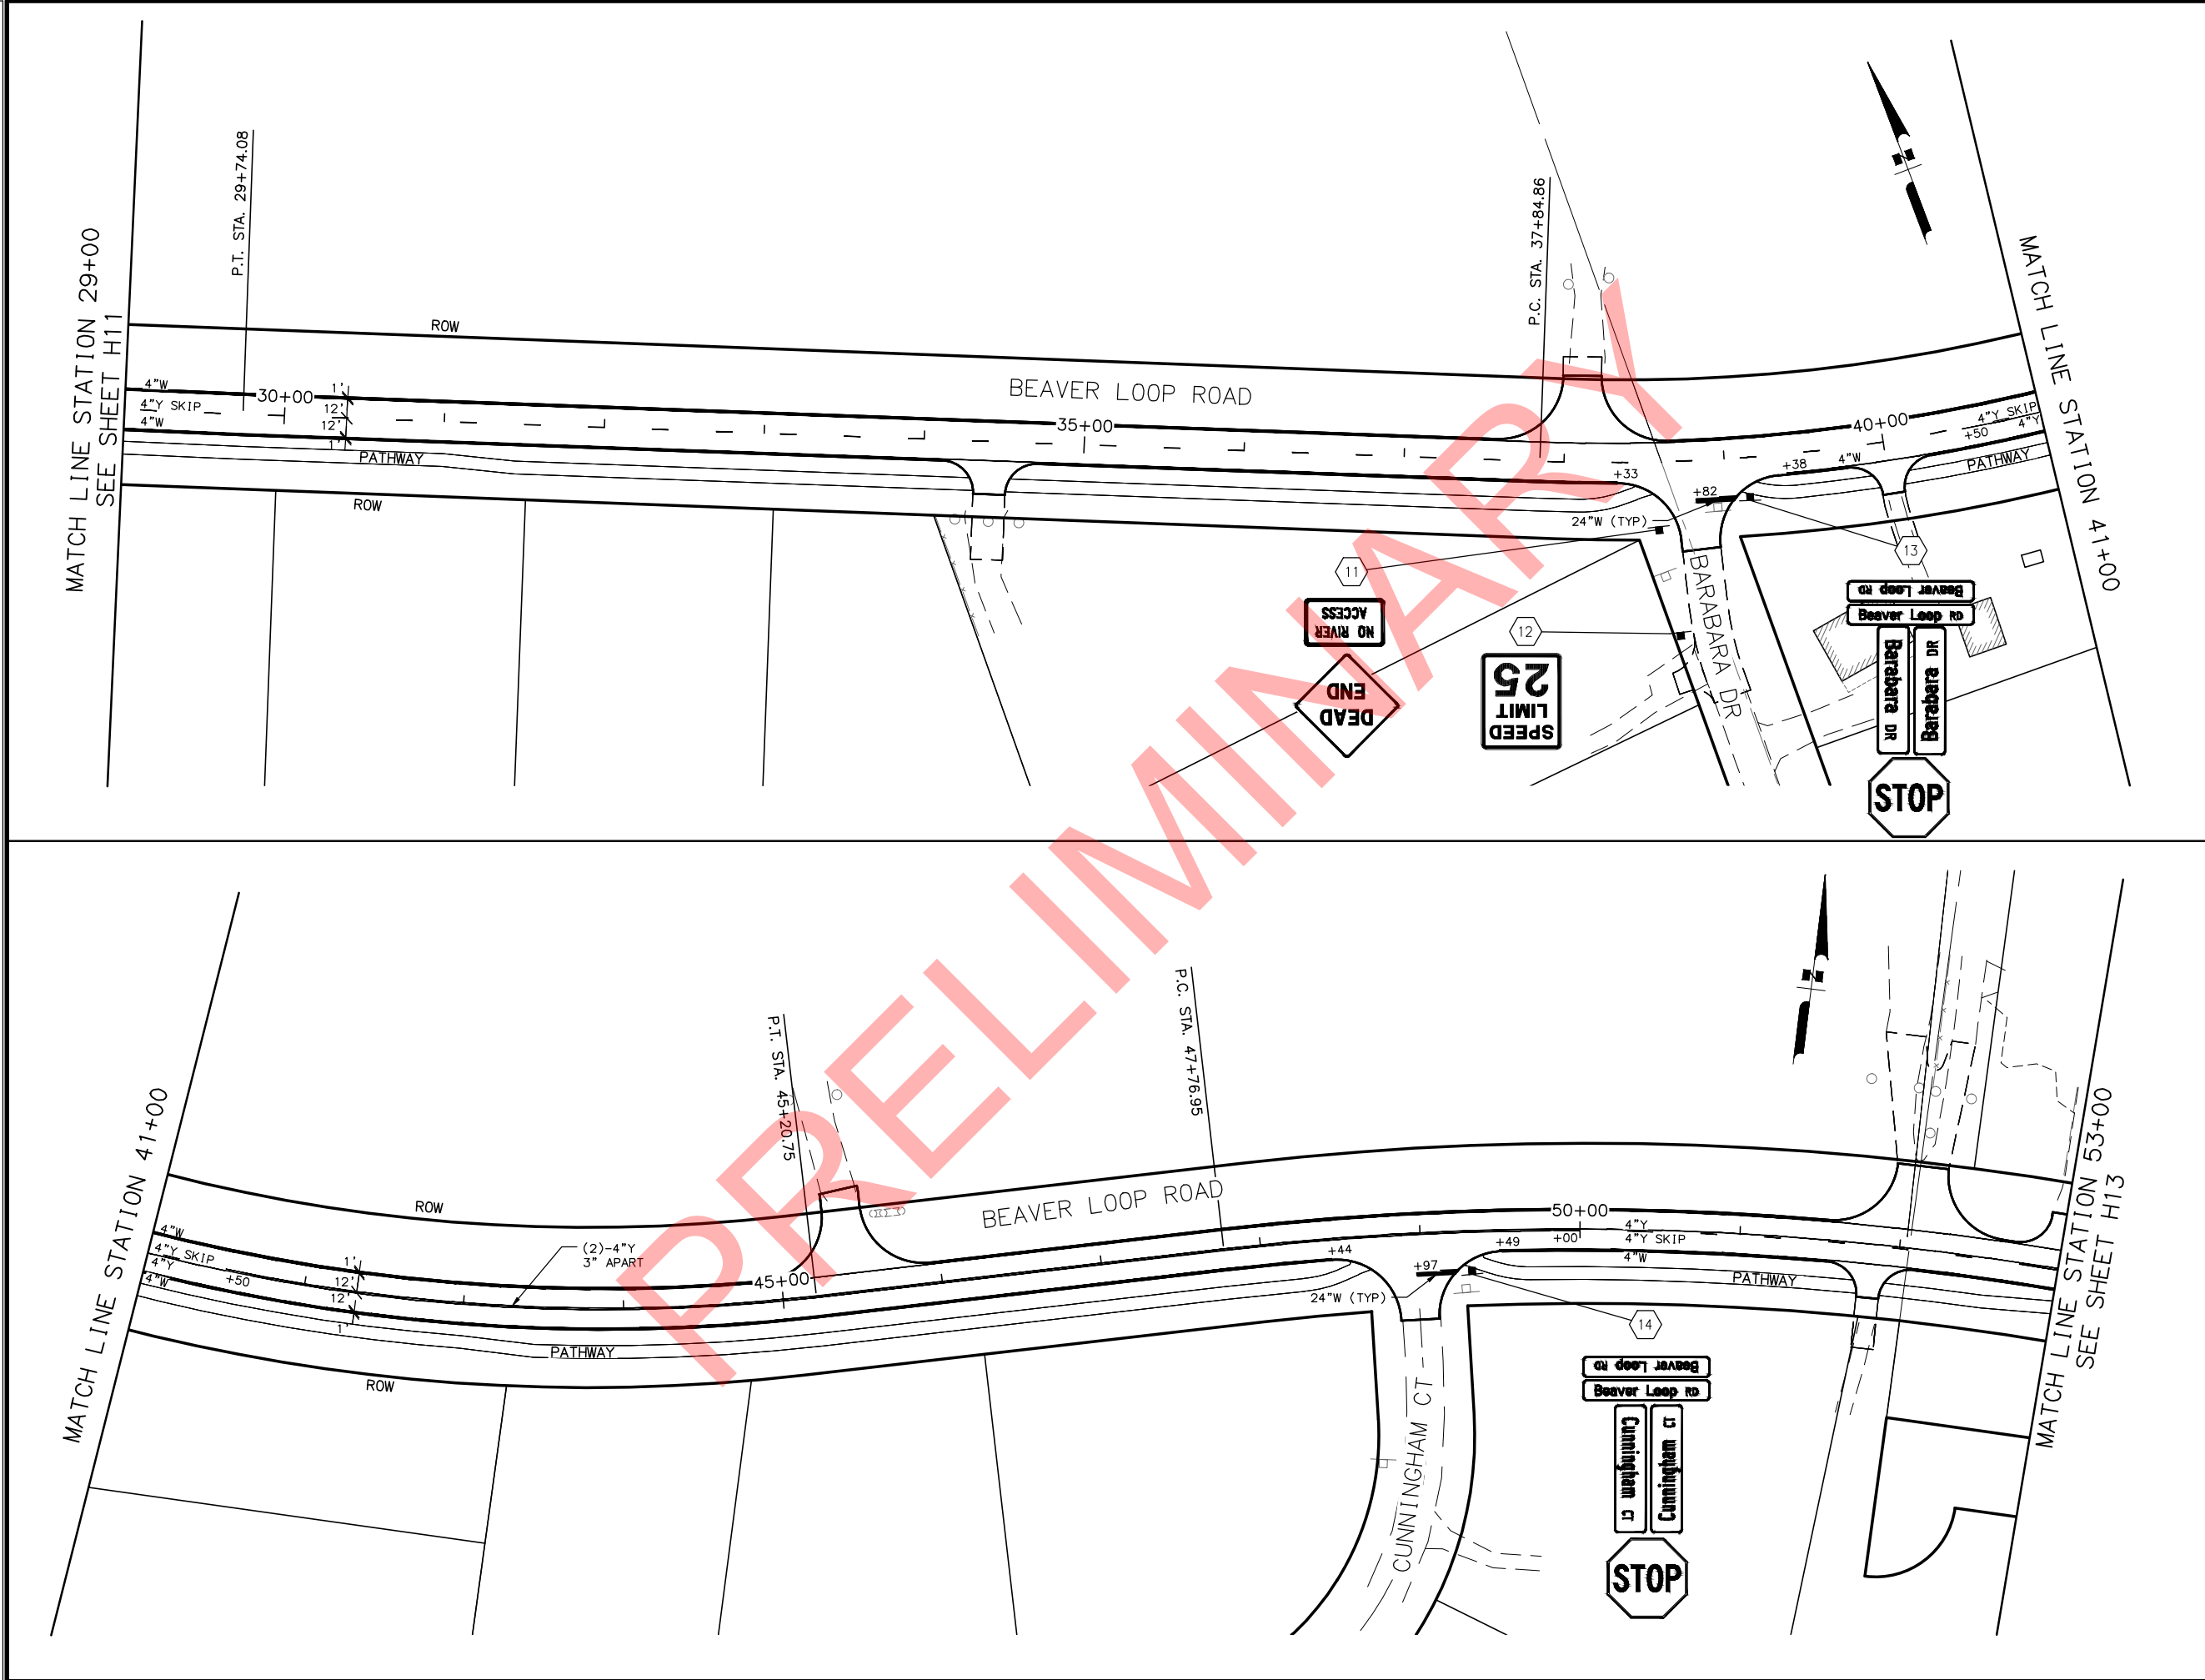 MATCH LINE STATION 29+00
SEE SHEET H11
P.T. STA. 29+74.08
ROW
4"W
4"Y SKIP
4"W
30+00
1'
12'
12'
1'
PATHWAY
ROW
BEAVER LOOP ROAD
35+00
P.C. STA. 37+84.86
+33
+82
24"W (TYP)
+38
4"W
40+00
4"Y SKIP
+50
4"Y
PATHWAY
N
MATCH LINE STATION 41+00
11
NO RIVER
ACCESS
DEAD
END
12
SPEED
LIMIT
25
BARABARA DR
13
Beaver Loop RD
Beaver Loop RD
Barabara DR
Barabara DR
STOP
PRELIMINARY
MATCH LINE STATION 41+00
ROW
4"W
4"Y SKIP
4"Y
4"W
+50
1'
12'
12'
1'
(2)-4"Y
3" APART
PATHWAY
ROW
P.T. STA. 45+20.75
45+00
BEAVER LOOP ROAD
P.C. STA. 47+76.95
+44
+97
24"W (TYP)
+49
50+00
+00
4"Y
4"Y SKIP
4"W
PATHWAY
N
14
CUNNINGHAM CT
Beaver Loop RD
Beaver Loop RD
Cunningham CT
Cunningham CT
STOP
MATCH LINE STATION 53+00
SEE SHEET H13